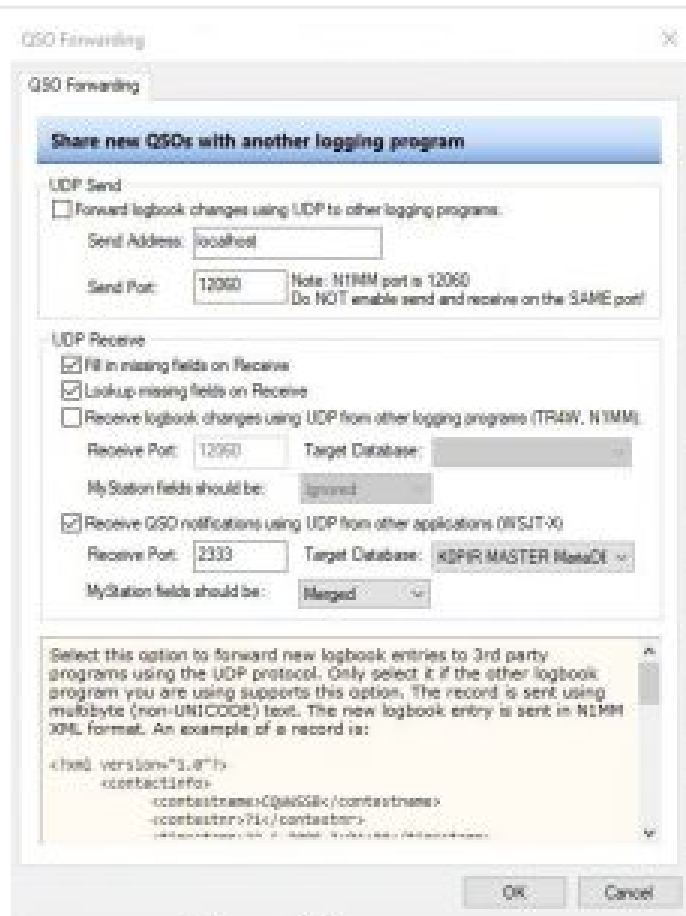 QSO Forwarding
QSO Forwarding
Share new QSOs with another logging program
UDP Send
Forward logbook changes using UDP to other logging programs.
Send Address: localhost
Send Port: 12060 Note: N1MM port is 12060
Do NOT enable send and receive on the SAME port!
UDP Receive
Fill in missing fields on Receive
Lookup missing fields on Receive
Receive logbook changes using UDP from other logging programs (TR4W, N1MM).
Receive Port: 12060 Target Database:
MyStation fields should be: Ignored
Receive QSO notifications using UDP from other applications (WSJT-X)
Receive Port: 2333 Target Database: MASTER
MyStation fields should be: Merged
Select this option to forward new logbook entries to 3rd party
programs using the UDP protocol. Only select it if the other logbook
program you are using supports this option. The record is sent using
multibyte (non-UNICODE) text. The new logbook entry is sent in N1MM
XML format. An example of a record is:
<?xml version="1.0"?>
<contactinfo>
<contestname>CQWWSSB</contestname>
<contestnr>71</contestnr>
OK Cancel